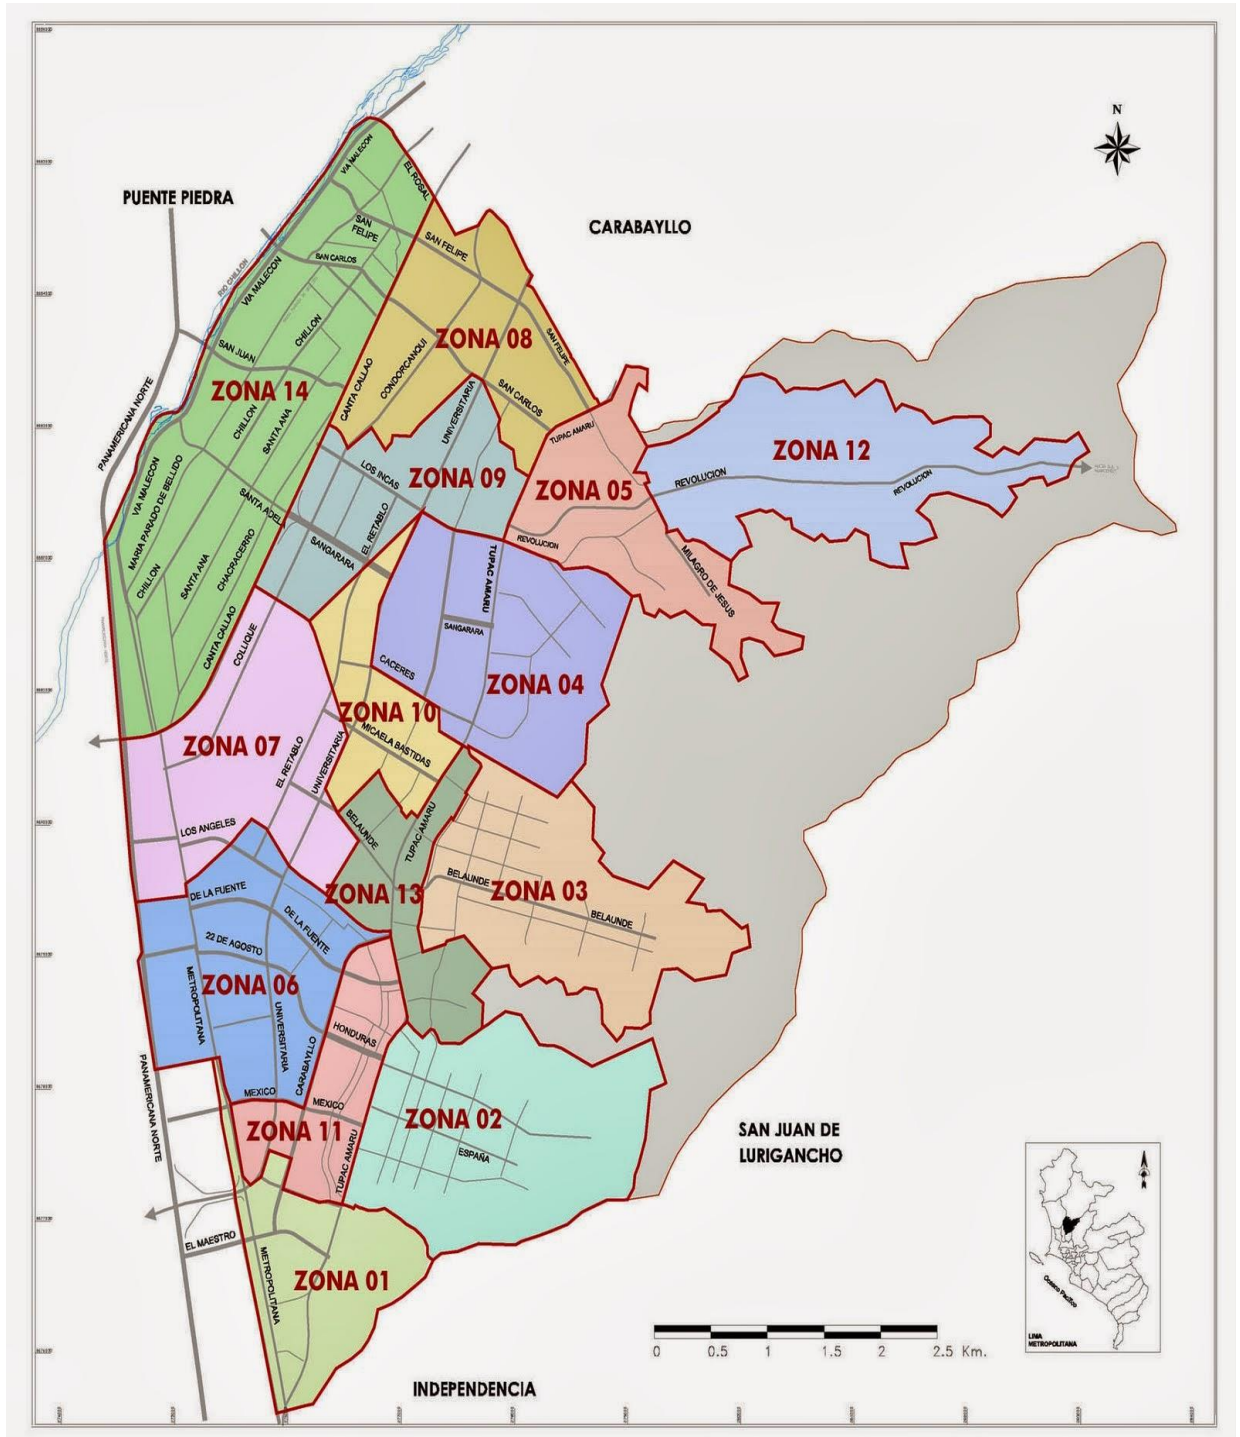 N
PUENTE PIEDRA
CARABAYLLO
VIA MALECON
EL ROSAL
SAN
FELIPE
SAN FELIPE
SAN CARLOS
RIO CHILLON
VIA MALECON
CHILLON
SAN JUAN
ZONA 08
SAN FELIPE
CONDORCANQUI
CANTA CALLAO
ZONA 14
PANAMERICANA NORTE
CHILLON
SANTA ANA
UNIVERSITARIA
SAN CARLOS
TUPAC AMARU
ZONA 12
REVOLUCION
REVOLUCION
LOS INCAS
ZONA 09
ZONA 05
VIA MALECON
MARIA PARADO DE BELLIDO
SANTA ADELA
EL RETABLO
SANGARARA
REVOLUCION
CHILLON
SANTA ANA
CHACRACERRO
CANTA CALLAO
TUPAC AMARU
MILAGRO DE JESUS
SANGARARA
COLLIQUE
CACERES
ZONA 04
ZONA 10
ZONA 07
MICAELA BASTIDAS
EL RETABLO
UNIVERSITARIA
LOS ANGELES
BELAUNDE
TUPAC AMARU
ZONA 13
BELAUNDE
ZONA 03
BELAUNDE
DE LA FUENTE
DE LA FUENTE
22 DE AGOSTO
ZONA 06
METROPOLITANA
UNIVERSITARIA
CARABAYLLO
HONDURAS
PANAMERICANA NORTE
MEXICO
MEXICO
ZONA 11
TUPAC AMARU
ZONA 02
ESPAÑA
SAN JUAN DE
LURIGANCHO
EL MAESTRO
METROPOLITANA
ZONA 01
Oceano Pacifico
LIMA
METROPOLITANA
0 0.5 1 1.5 2 2.5 Km.
INDEPENDENCIA